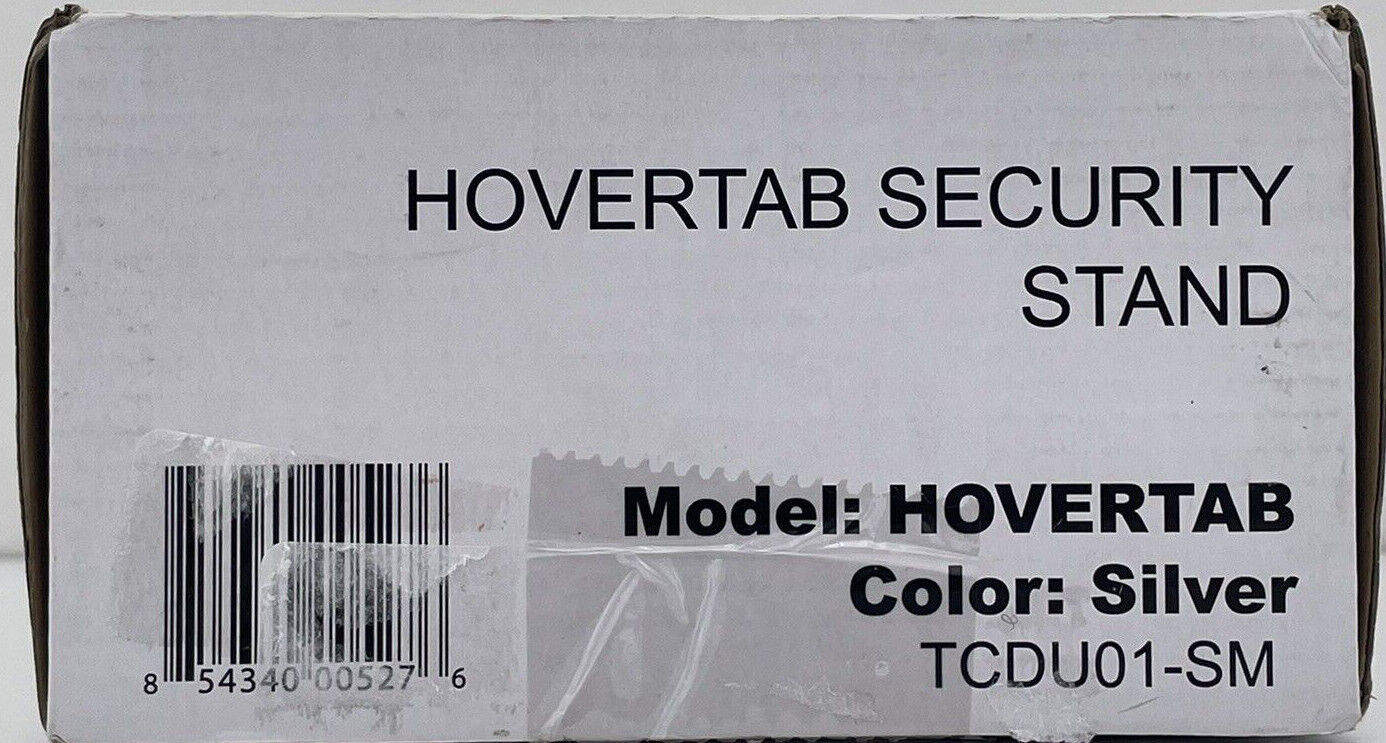 HOVERTAB SECURITY
STAND
Model: HOVERTAB
Color: Silver
TCDU01-SM
8 54340 00527 6